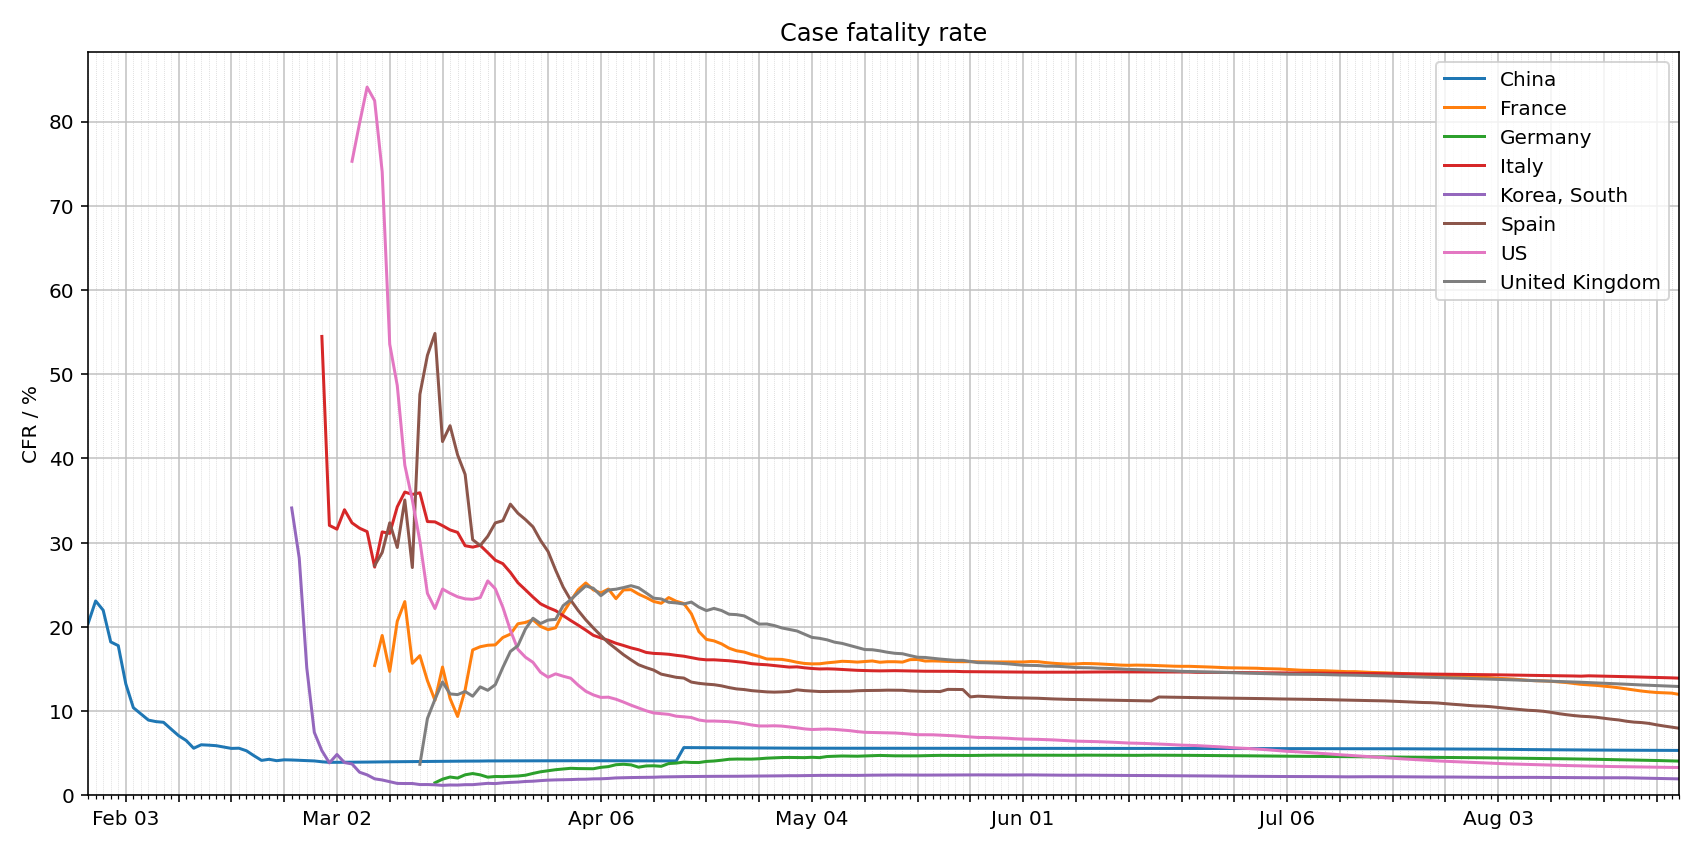 Case fatality rate
CFR / %
80
70
60
50
40
30
20
10
0
Feb 03
Mar 02
Apr 06
May 04
Jun 01
Jul 06
Aug 03
China
France
Germany
Italy
Korea, South
Spain
US
United Kingdom